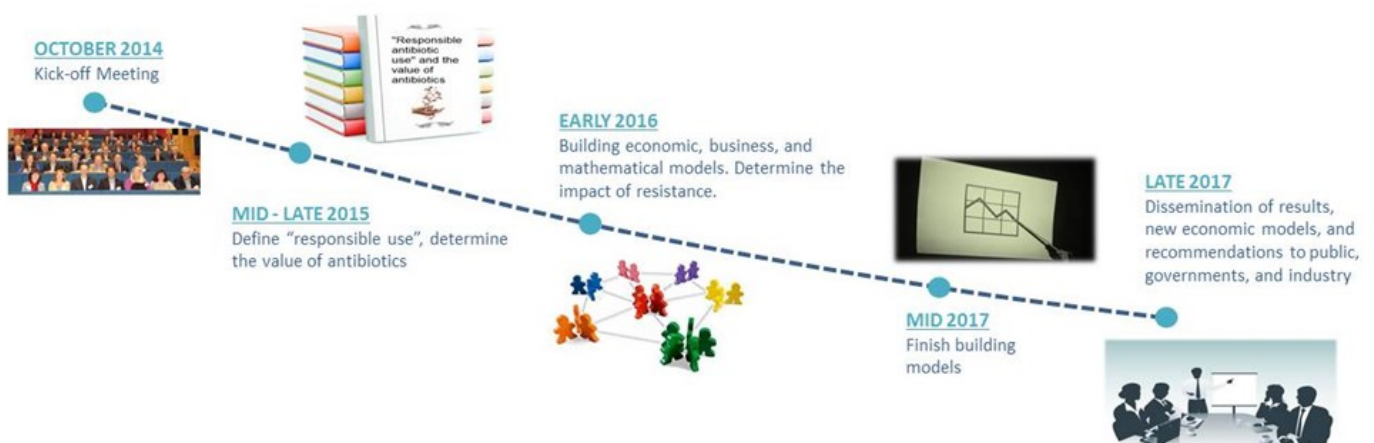 OCTOBER 2014
Kick-off Meeting
"Responsible
antibiotic
use" and the
value of
antibiotics
MID - LATE 2015
Define “responsible use”, determine
the value of antibiotics
EARLY 2016
Building economic, business, and
mathematical models. Determine the
impact of resistance.
MID 2017
Finish building
models
LATE 2017
Dissemination of results,
new economic models, and
recommendations to public,
governments, and industry